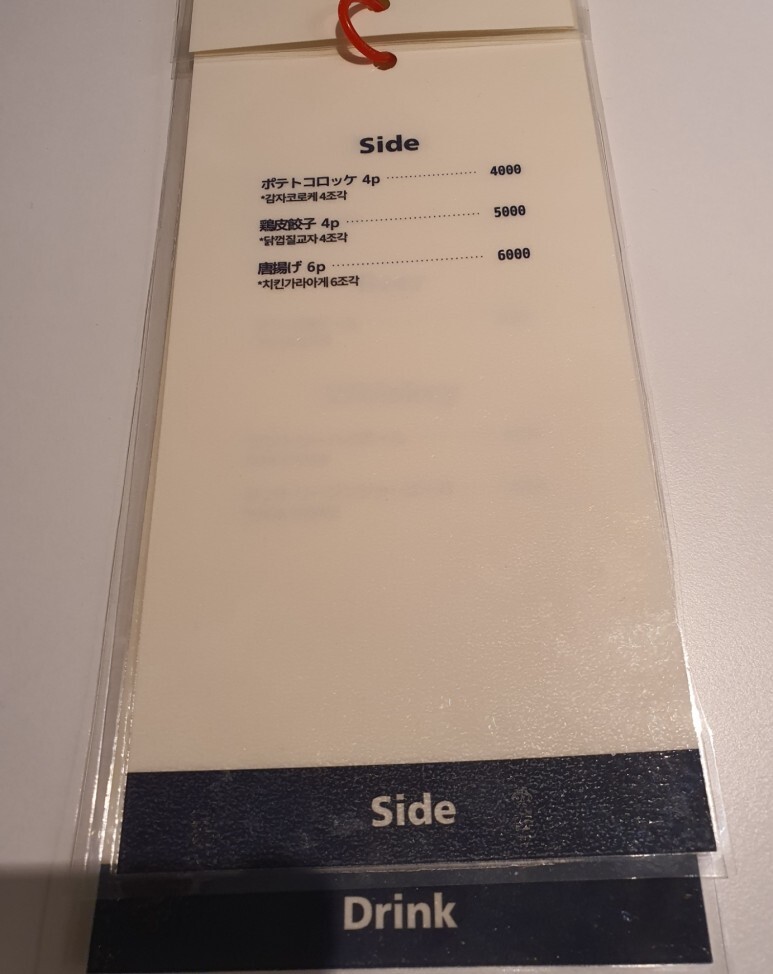 Side
ポテトコロッケ 4p ························ 4000
*감자코로케 4조각
鶏皮餃子 4p ···································· 5000
*닭껍질교자 4조각
唐揚げ 6p ········································ 6000
*치킨가라아게 6조각
Side
Drink